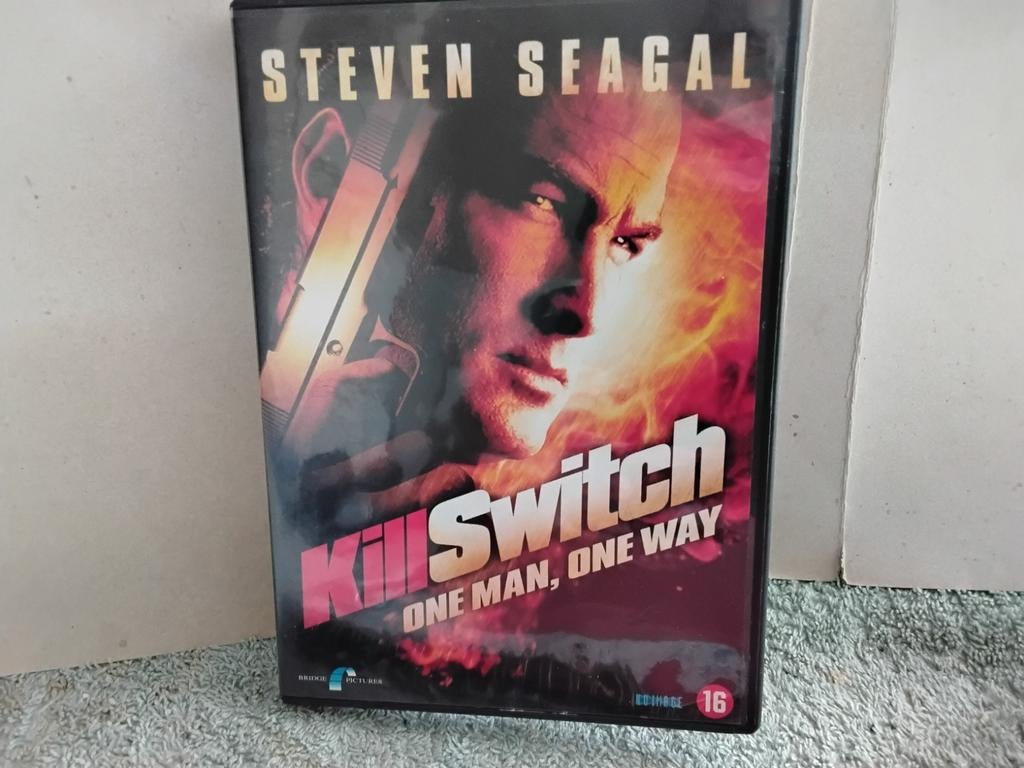 STEVEN SEAGAL
KillSwitch
ONE MAN, ONE WAY
BRIDGE PICTURES
16